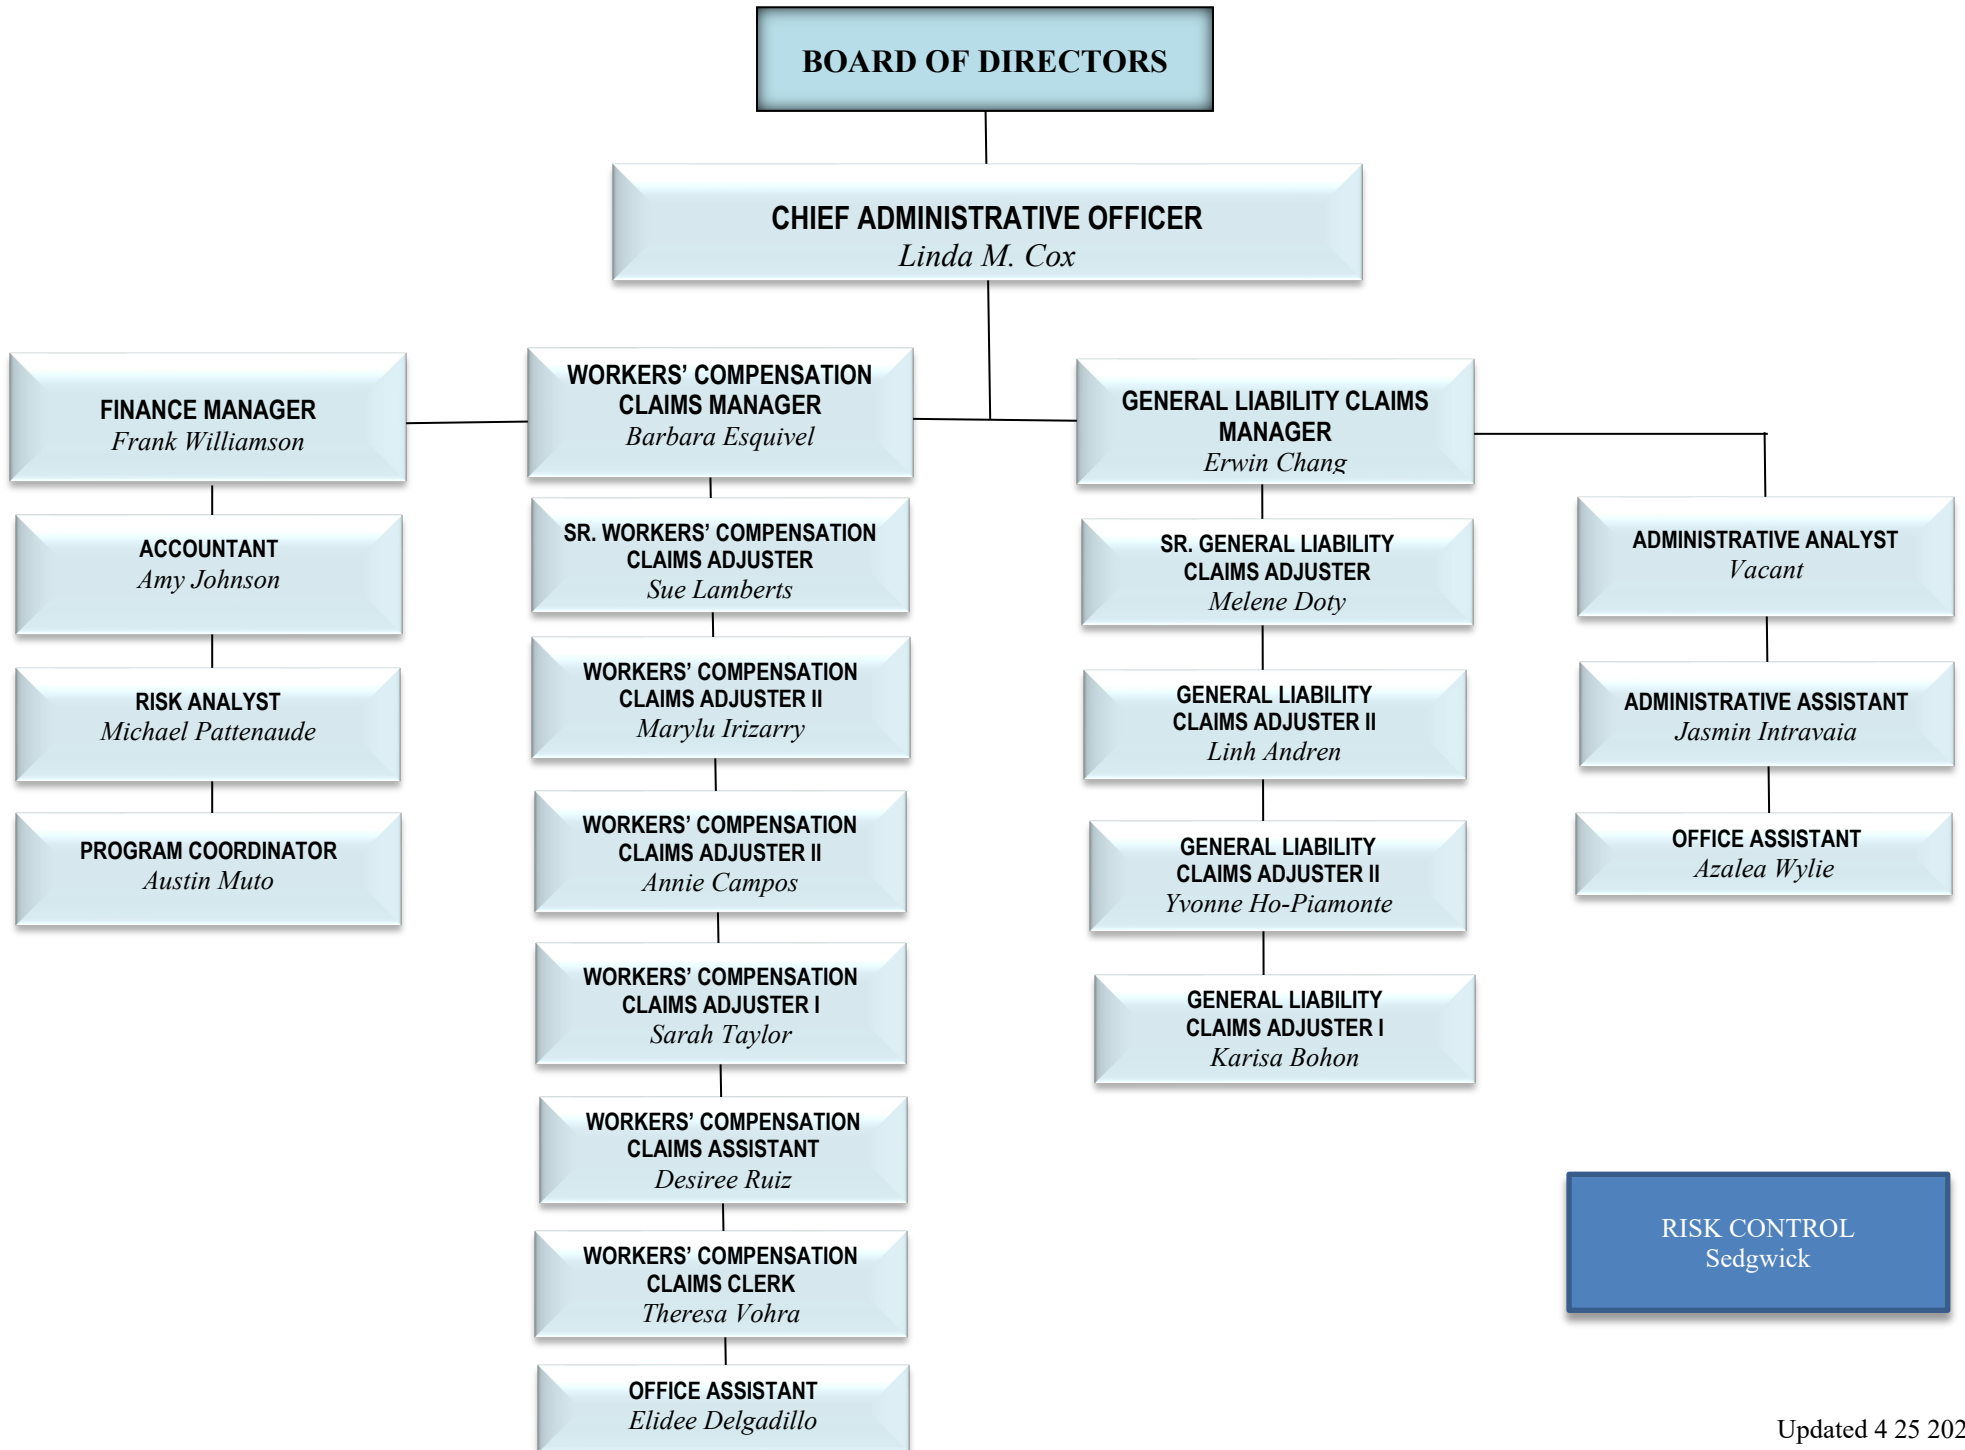 BOARD OF DIRECTORS
CHIEF ADMINISTRATIVE OFFICER
Linda M. Cox
FINANCE MANAGER
Frank Williamson
ACCOUNTANT
Amy Johnson
RISK ANALYST
Michael Pattenaude
PROGRAM COORDINATOR
Austin Muto
WORKERS’ COMPENSATION
CLAIMS MANAGER
Barbara Esquivel
SR. WORKERS’ COMPENSATION
CLAIMS ADJUSTER
Sue Lamberts
WORKERS’ COMPENSATION
CLAIMS ADJUSTER II
Marylu Irizarry
WORKERS’ COMPENSATION
CLAIMS ADJUSTER II
Annie Campos
WORKERS’ COMPENSATION
CLAIMS ADJUSTER I
Sarah Taylor
WORKERS’ COMPENSATION
CLAIMS ASSISTANT
Desiree Ruiz
WORKERS’ COMPENSATION
CLAIMS CLERK
Theresa Vohra
OFFICE ASSISTANT
Elidee Delgadillo
GENERAL LIABILITY CLAIMS
MANAGER
Erwin Chang
SR. GENERAL LIABILITY
CLAIMS ADJUSTER
Melene Doty
GENERAL LIABILITY
CLAIMS ADJUSTER II
Linh Andren
GENERAL LIABILITY
CLAIMS ADJUSTER II
Yvonne Ho-Piamonte
GENERAL LIABILITY
CLAIMS ADJUSTER I
Karisa Bohon
ADMINISTRATIVE ANALYST
Vacant
ADMINISTRATIVE ASSISTANT
Jasmin Intravaia
OFFICE ASSISTANT
Azalea Wylie
RISK CONTROL
Sedgwick
Updated 4 25 202